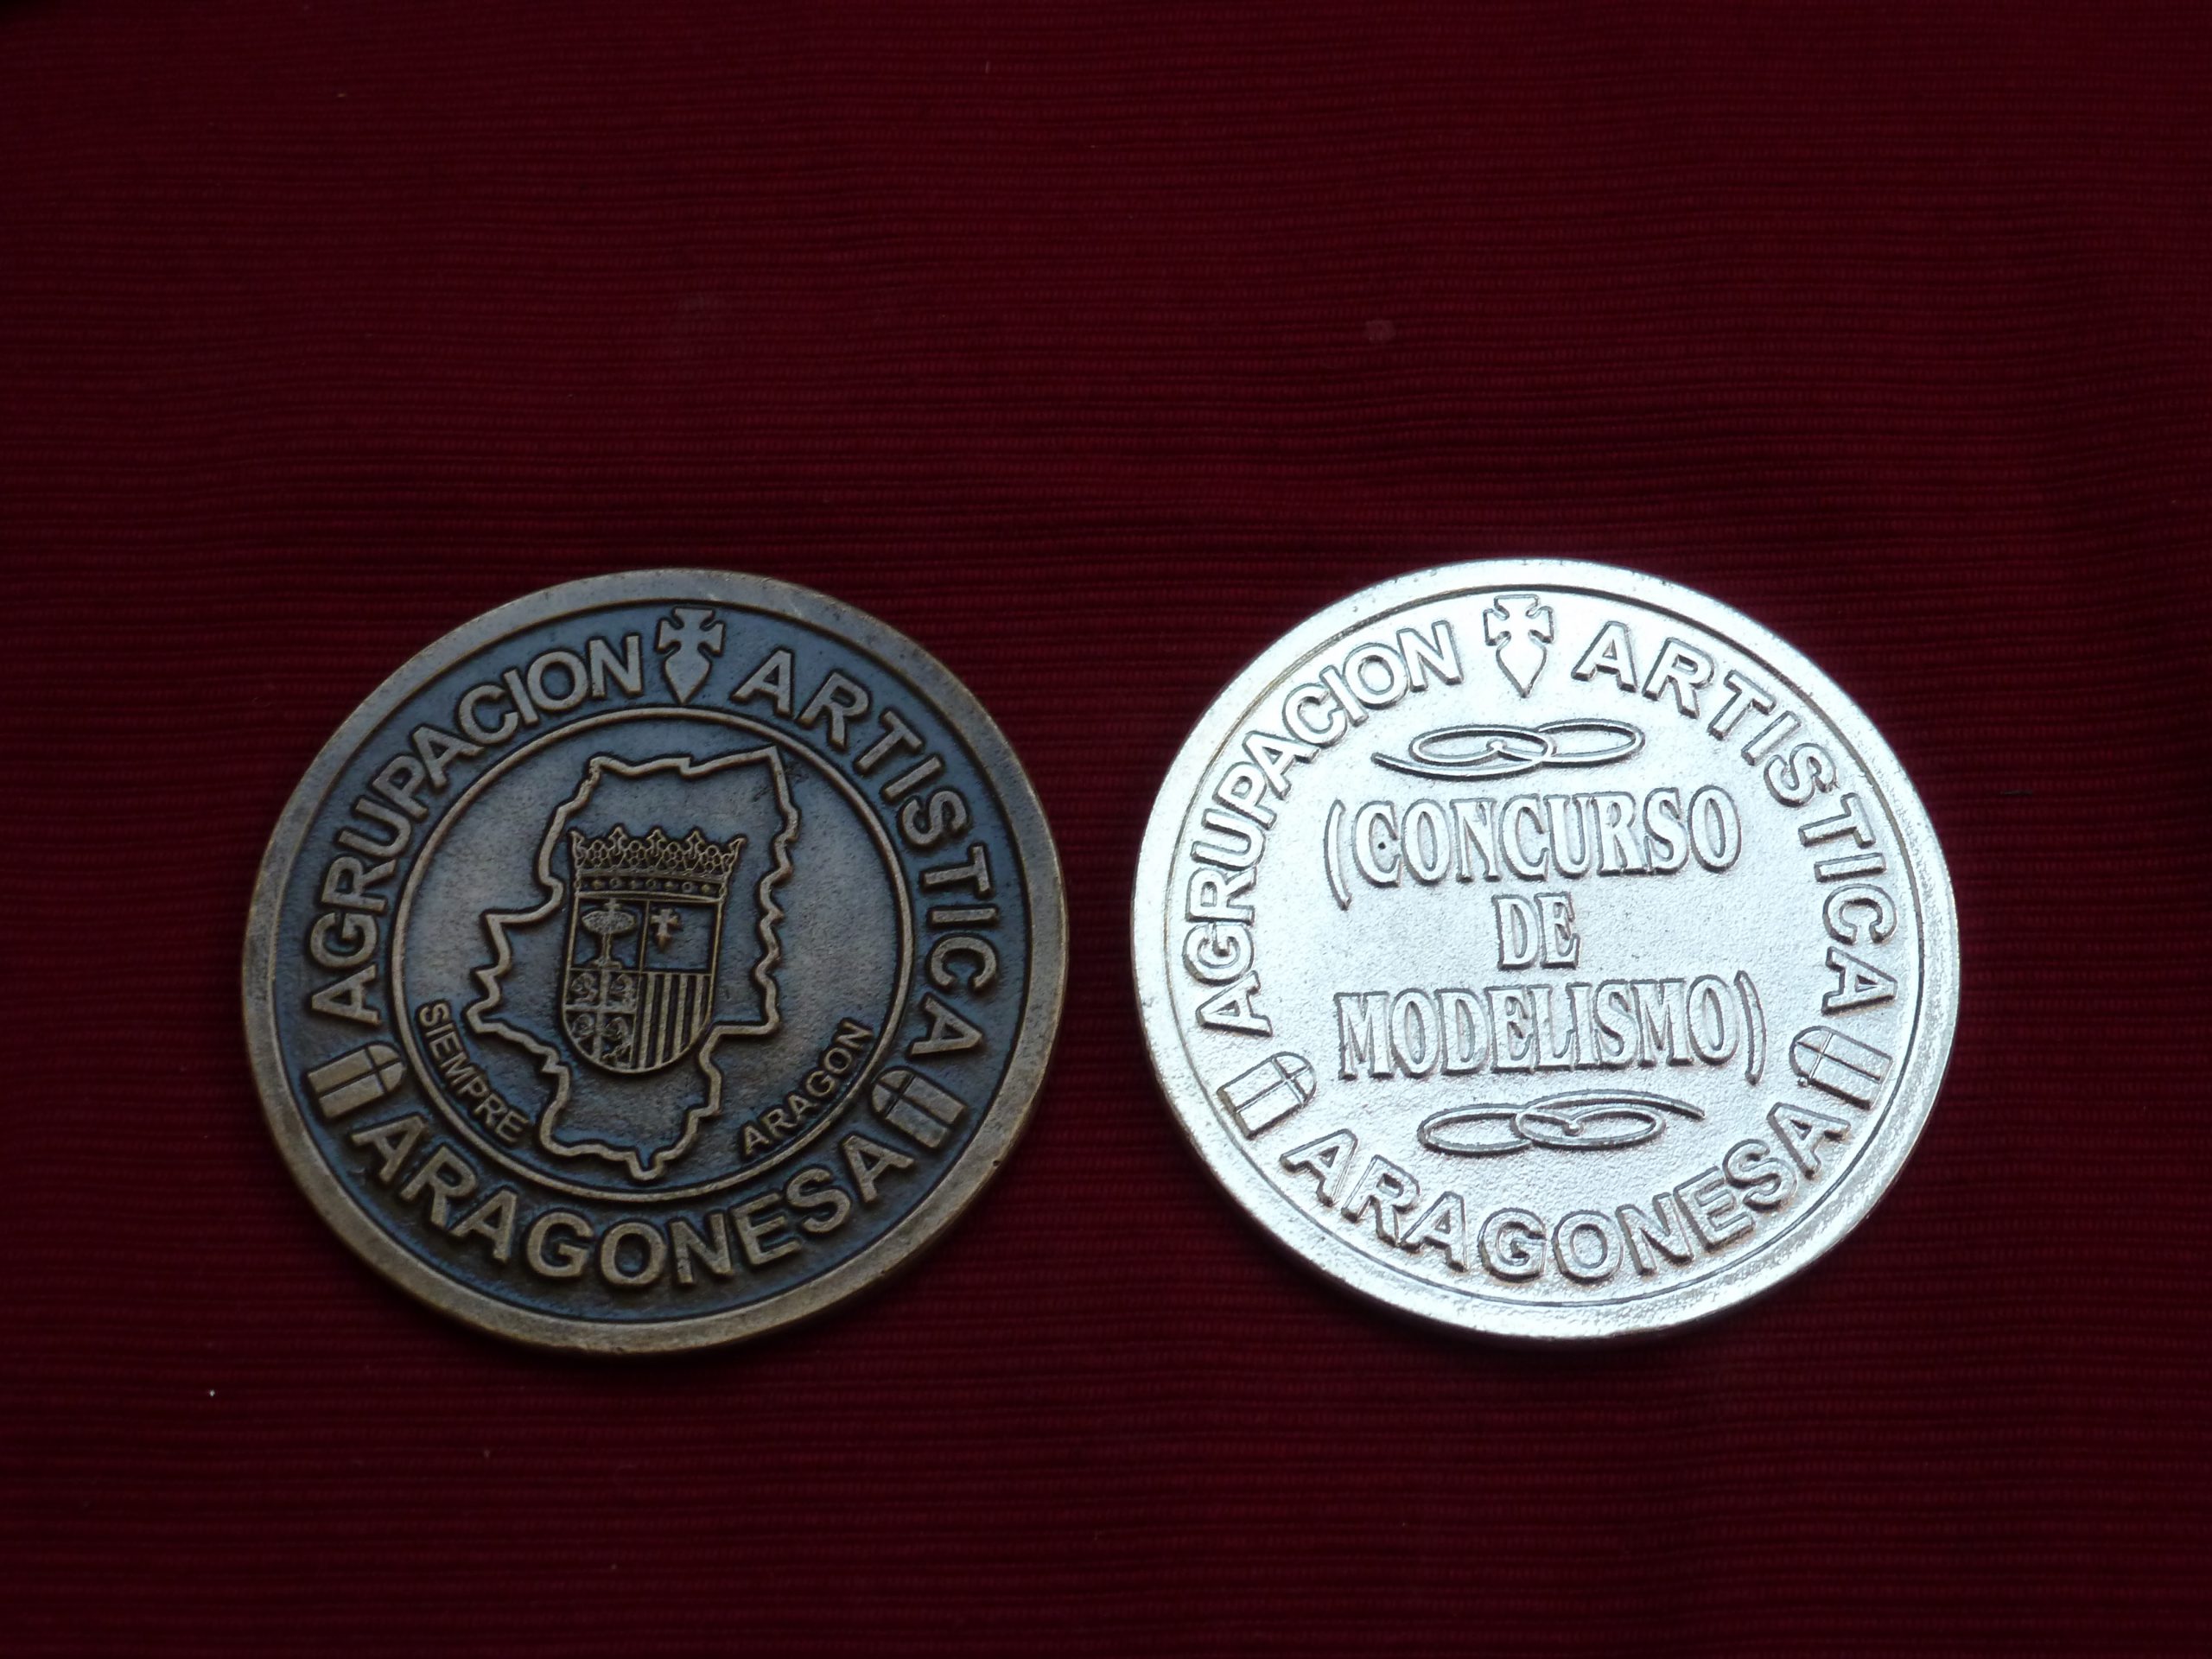 AGRUPACION ARTISTICA
ARAGONESA
SIEMPRE ARAGON
AGRUPACION ARTISTICA
(CONCURSO
DE
MODELISMO)
ARAGONESA